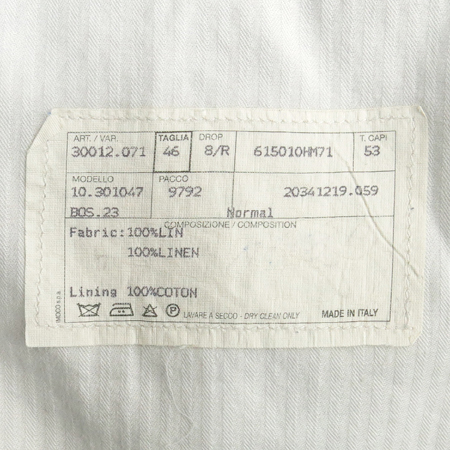 ART./ VAR. TAGLIA DROP T. CAPI
30012.071 46 8/R 615010HM71 53
MODELLO PACCO
10.301047 9792 20341219.059
BOS.23 Normal
COMPOSIZIONE / COMPOSITION
Fabric:100%LIN
100%LINEN
Lining 100%COTON
P LAVARE A SECCO - DRY CLEAN ONLY MADE IN ITALY